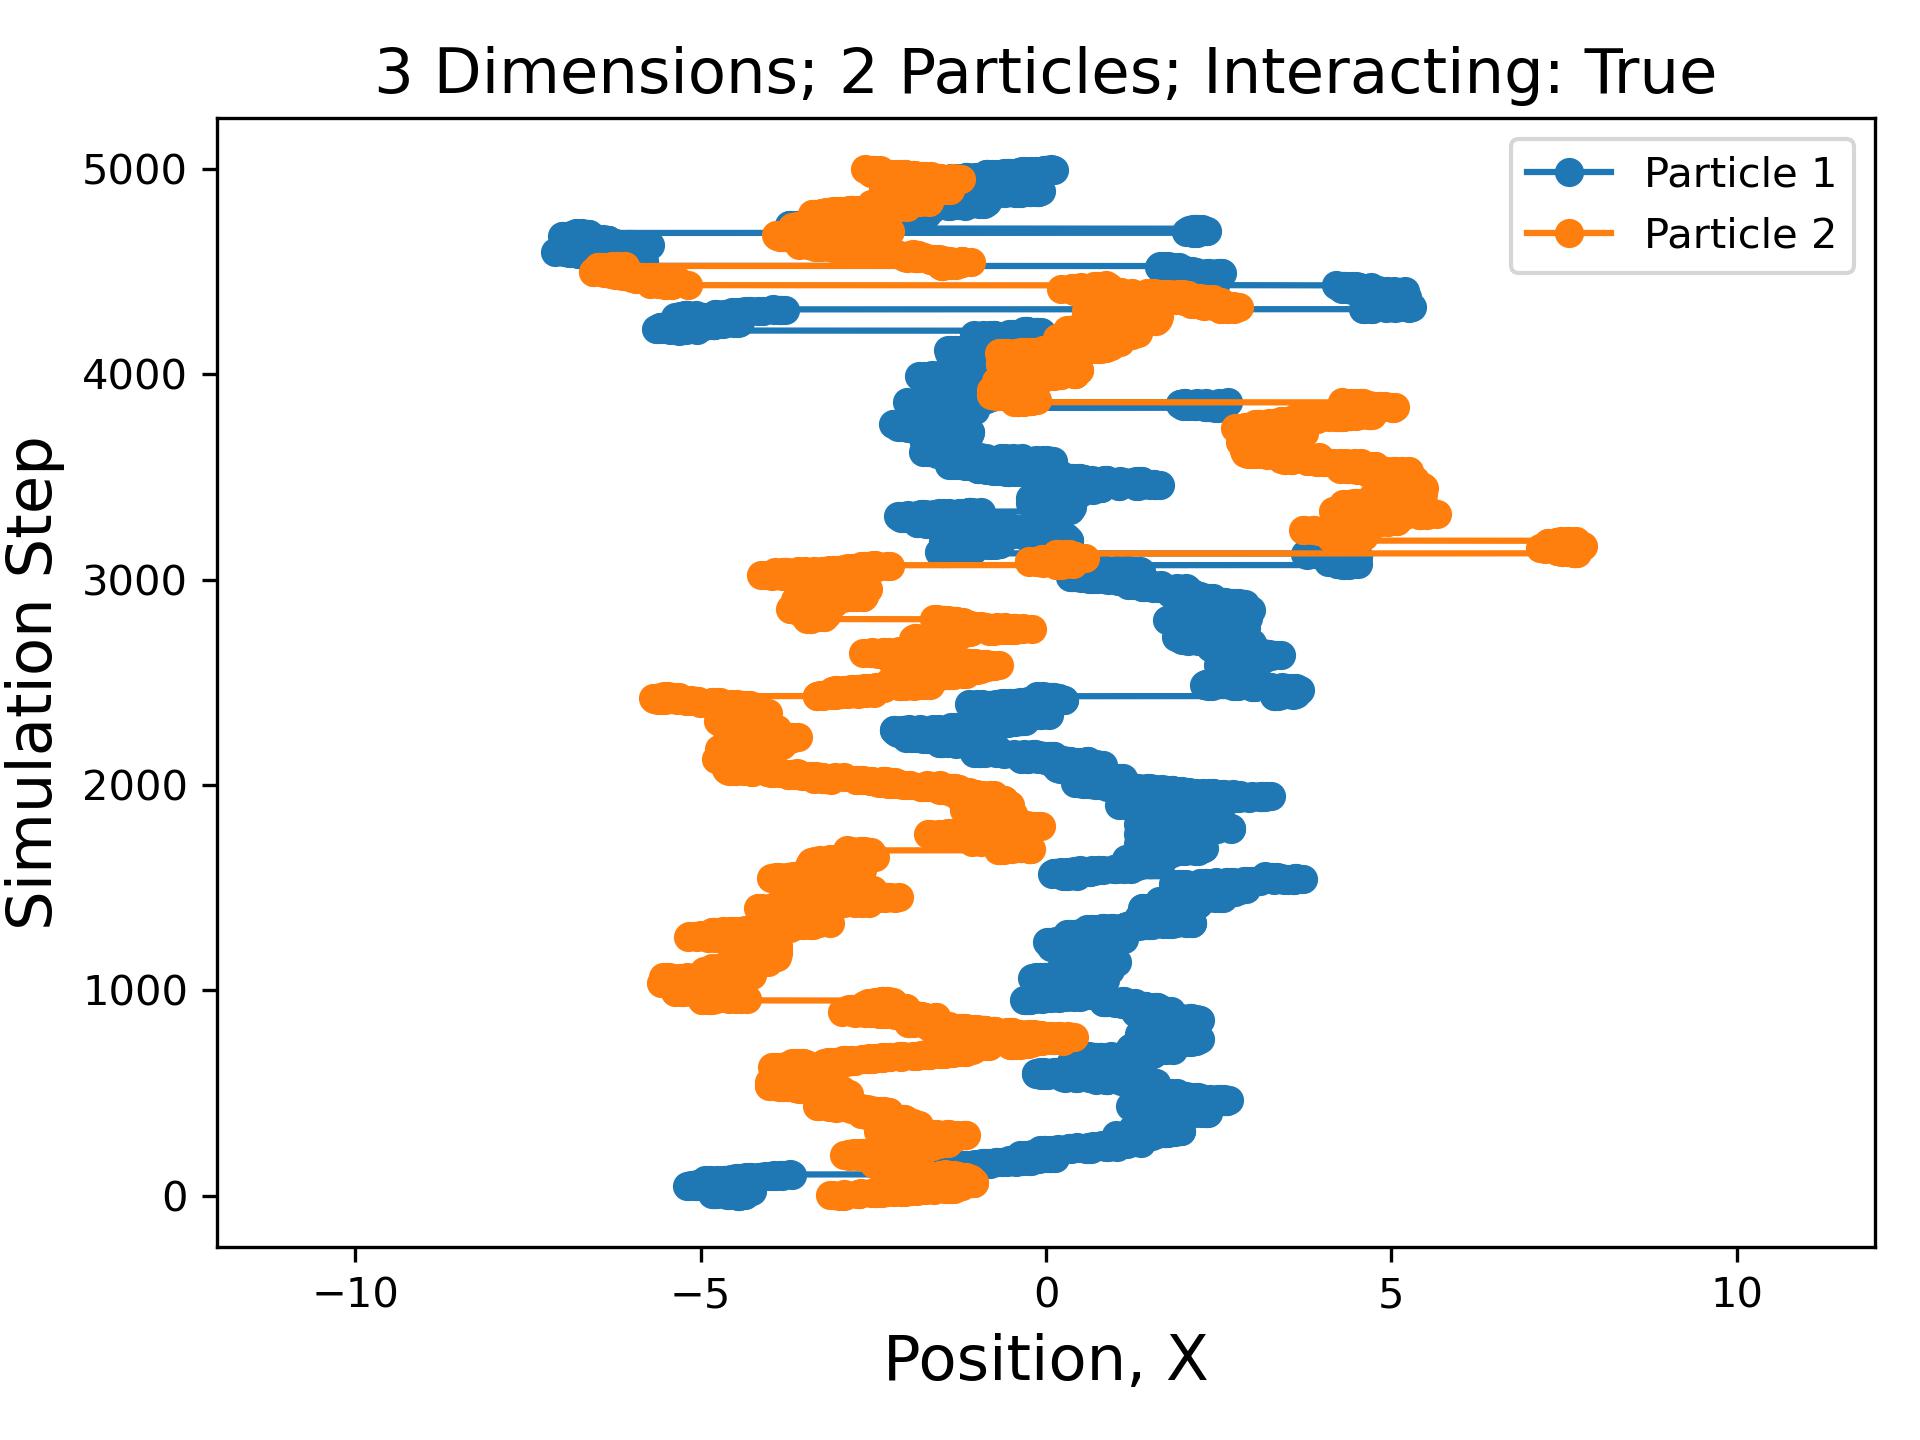 3 Dimensions; 2 Particles; Interacting: True
Particle 1
Particle 2
5000
4000
3000
2000
1000
0
Simulation Step
−10
−5
0
5
10
Position, X